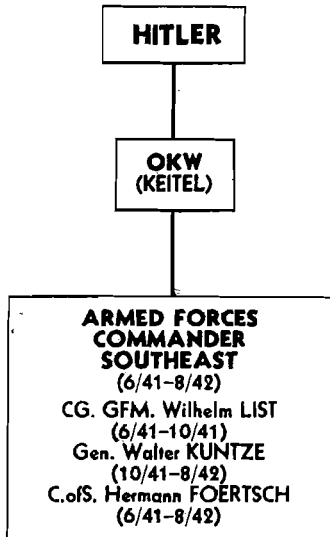 HITLER
OKW
(KEITEL)
ARMED FORCES
COMMANDER
SOUTHEAST
(6/41-8/42)
CG. GFM. Wilhelm LIST
(6/41-10/41)
Gen. Walter KUNTZE
(10/41-8/42)
C.ofS. Hermann FOERTSCH
(6/41-8/42)